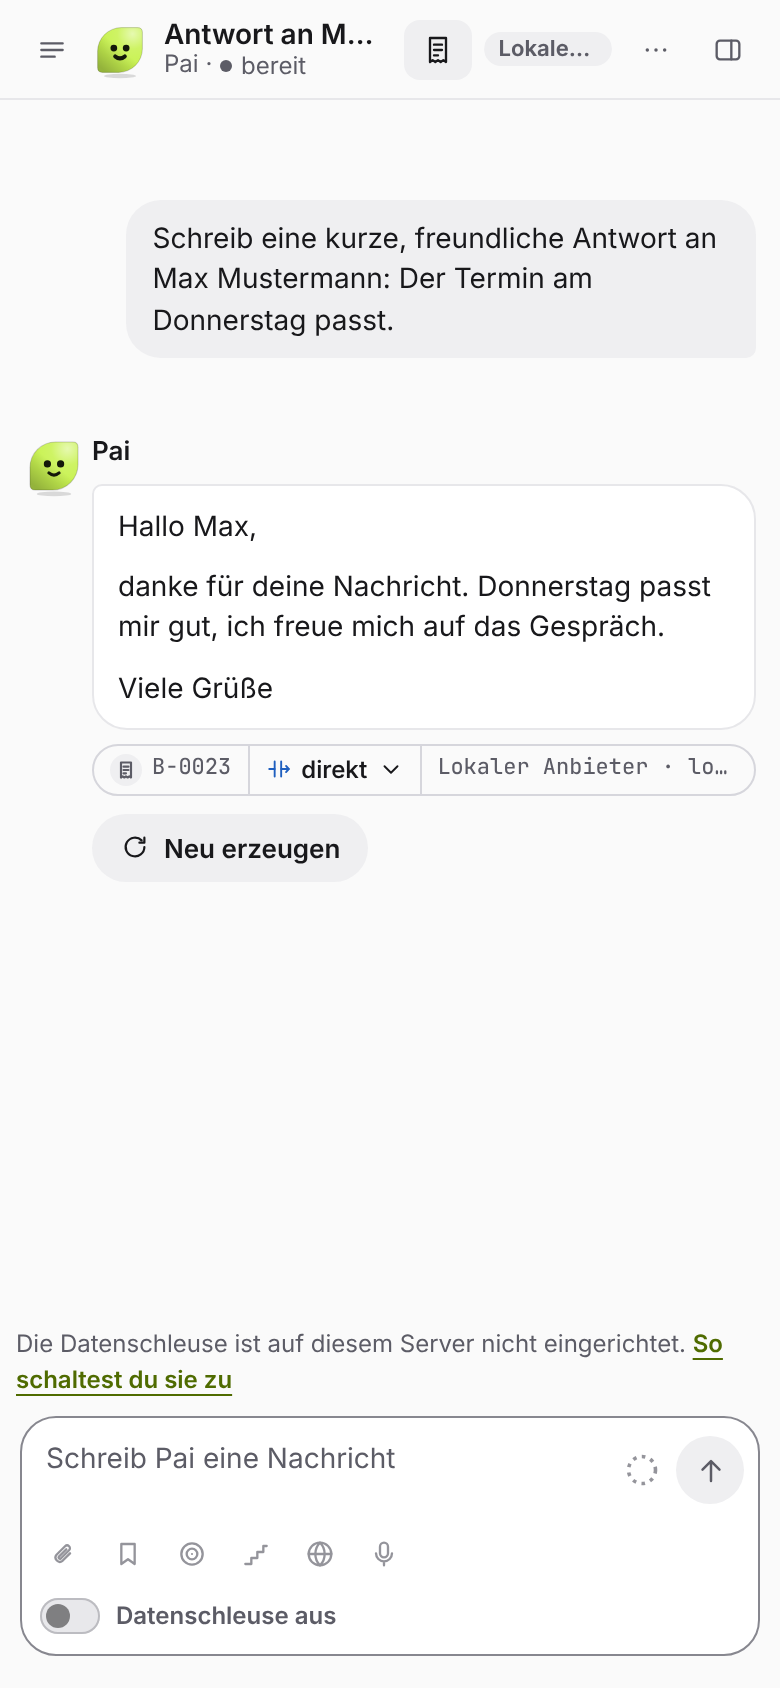 Antwort an M...
Pai · ● bereit
Lokale...
Schreib eine kurze, freundliche Antwort an
Max Mustermann: Der Termin am
Donnerstag passt.
Pai
Hallo Max,
danke für deine Nachricht. Donnerstag passt
mir gut, ich freue mich auf das Gespräch.
Viele Grüße
B-0023 direkt Lokaler Anbieter · lo…
Neu erzeugen
Die Datenschleuse ist auf diesem Server nicht eingerichtet. So
schaltest du sie zu
Schreib Pai eine Nachricht
Datenschleuse aus